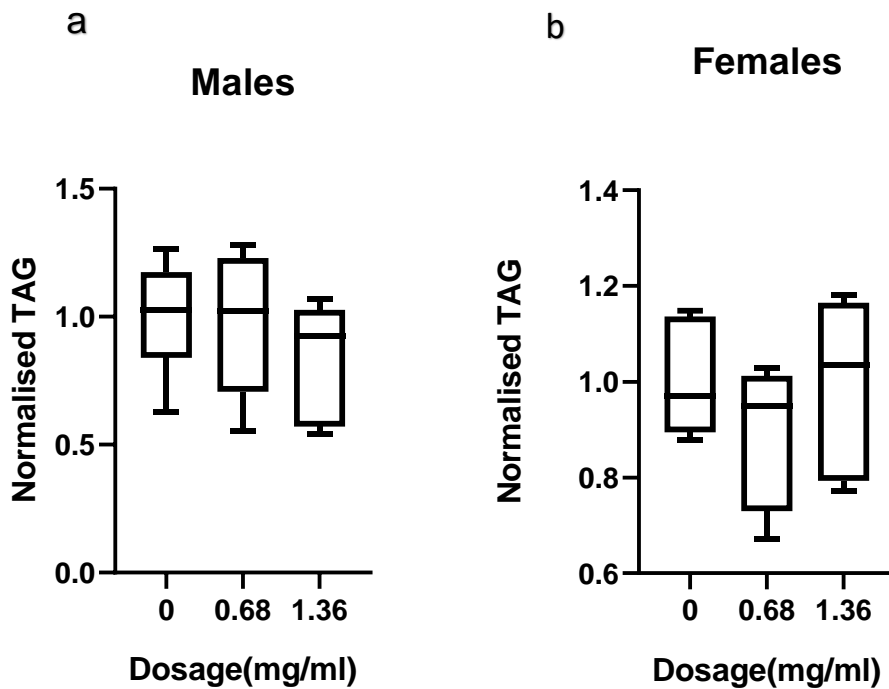 a
Males
1.5
1.0
0.5
0.0
Normalised TAG
0 0.68 1.36
Dosage(mg/ml)
b
Females
1.4
1.2
1.0
0.8
0.6
Normalised TAG
0 0.68 1.36
Dosage(mg/ml)